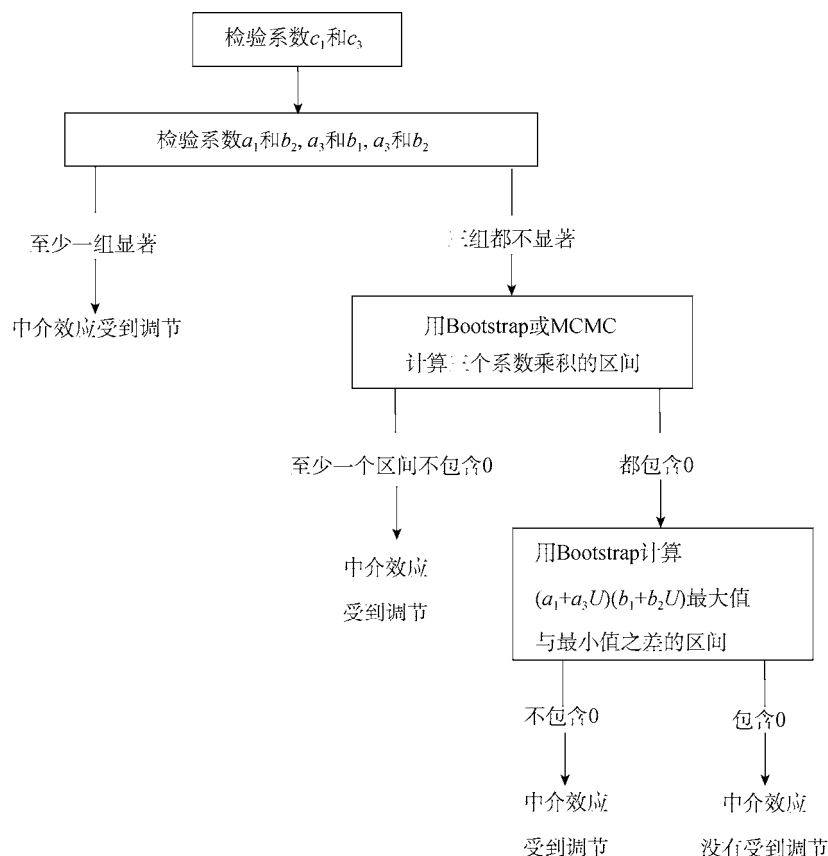 检验系数c₁和c₃
检验系数a₁和b₂, a₃和b₁, a₃和b₂
至少一组显著
三组都不显著
中介效应受到调节
用Bootstrap或MCMC
计算三个系数乘积的区间
至少一个区间不包含0
都包含0
中介效应
受到调节
用Bootstrap计算
(a₁+a₃U)(b₁+b₂U)最大值
与最小值之差的区间
不包含0
包含0
中介效应
受到调节
中介效应
没有受到调节